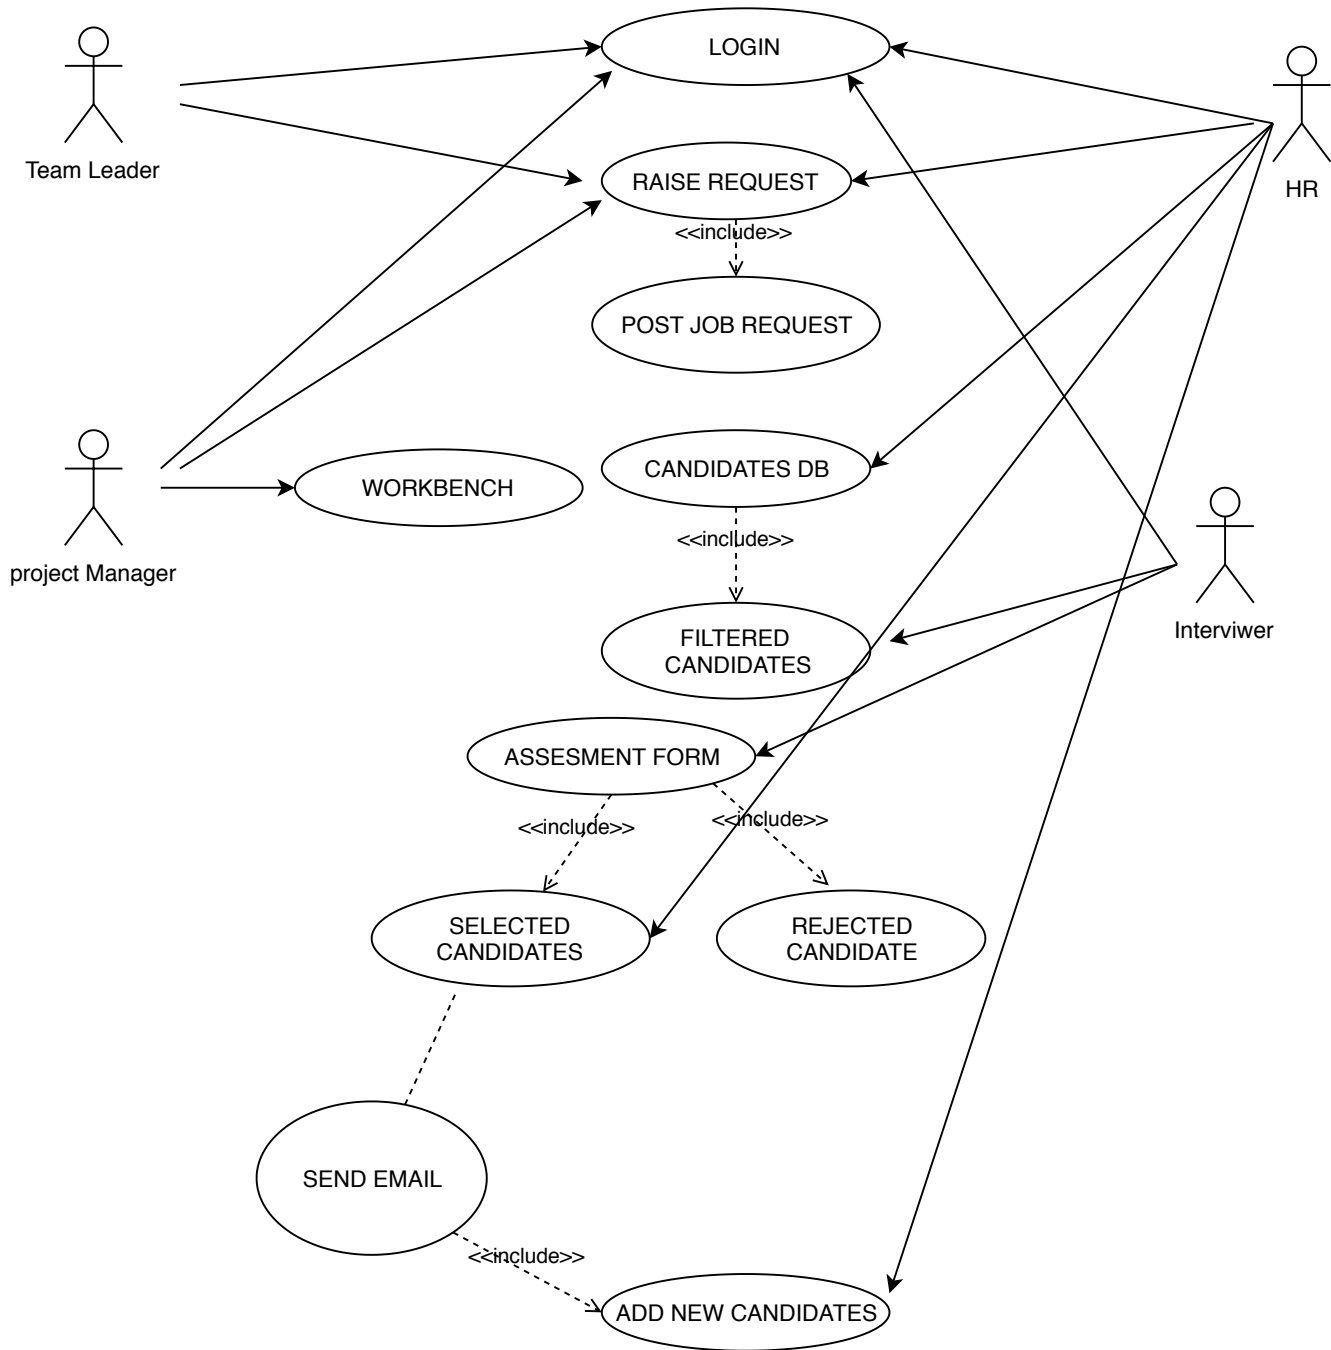 LOGIN
Team Leader
RAISE REQUEST
HR
<<include>>
POST JOB REQUEST
CANDIDATES DB
WORKBENCH
<<include>>
project Manager
FILTERED
CANDIDATES
Interviwer
ASSESMENT FORM
<<include>>
<<include>>
SELECTED
CANDIDATES
REJECTED
CANDIDATE
SEND EMAIL
<<include>>
ADD NEW CANDIDATES